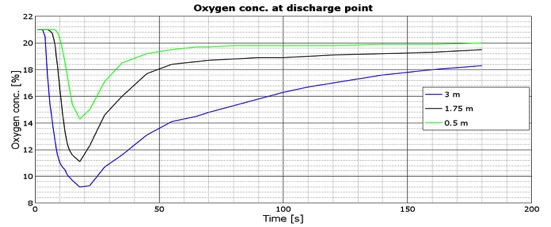 Oxygen conc. at discharge point
22
20
18
16
14
12
10
8
Oxygen conc. [%]
3 m
1.75 m
0.5 m
0 50 100 150 200
Time [s]